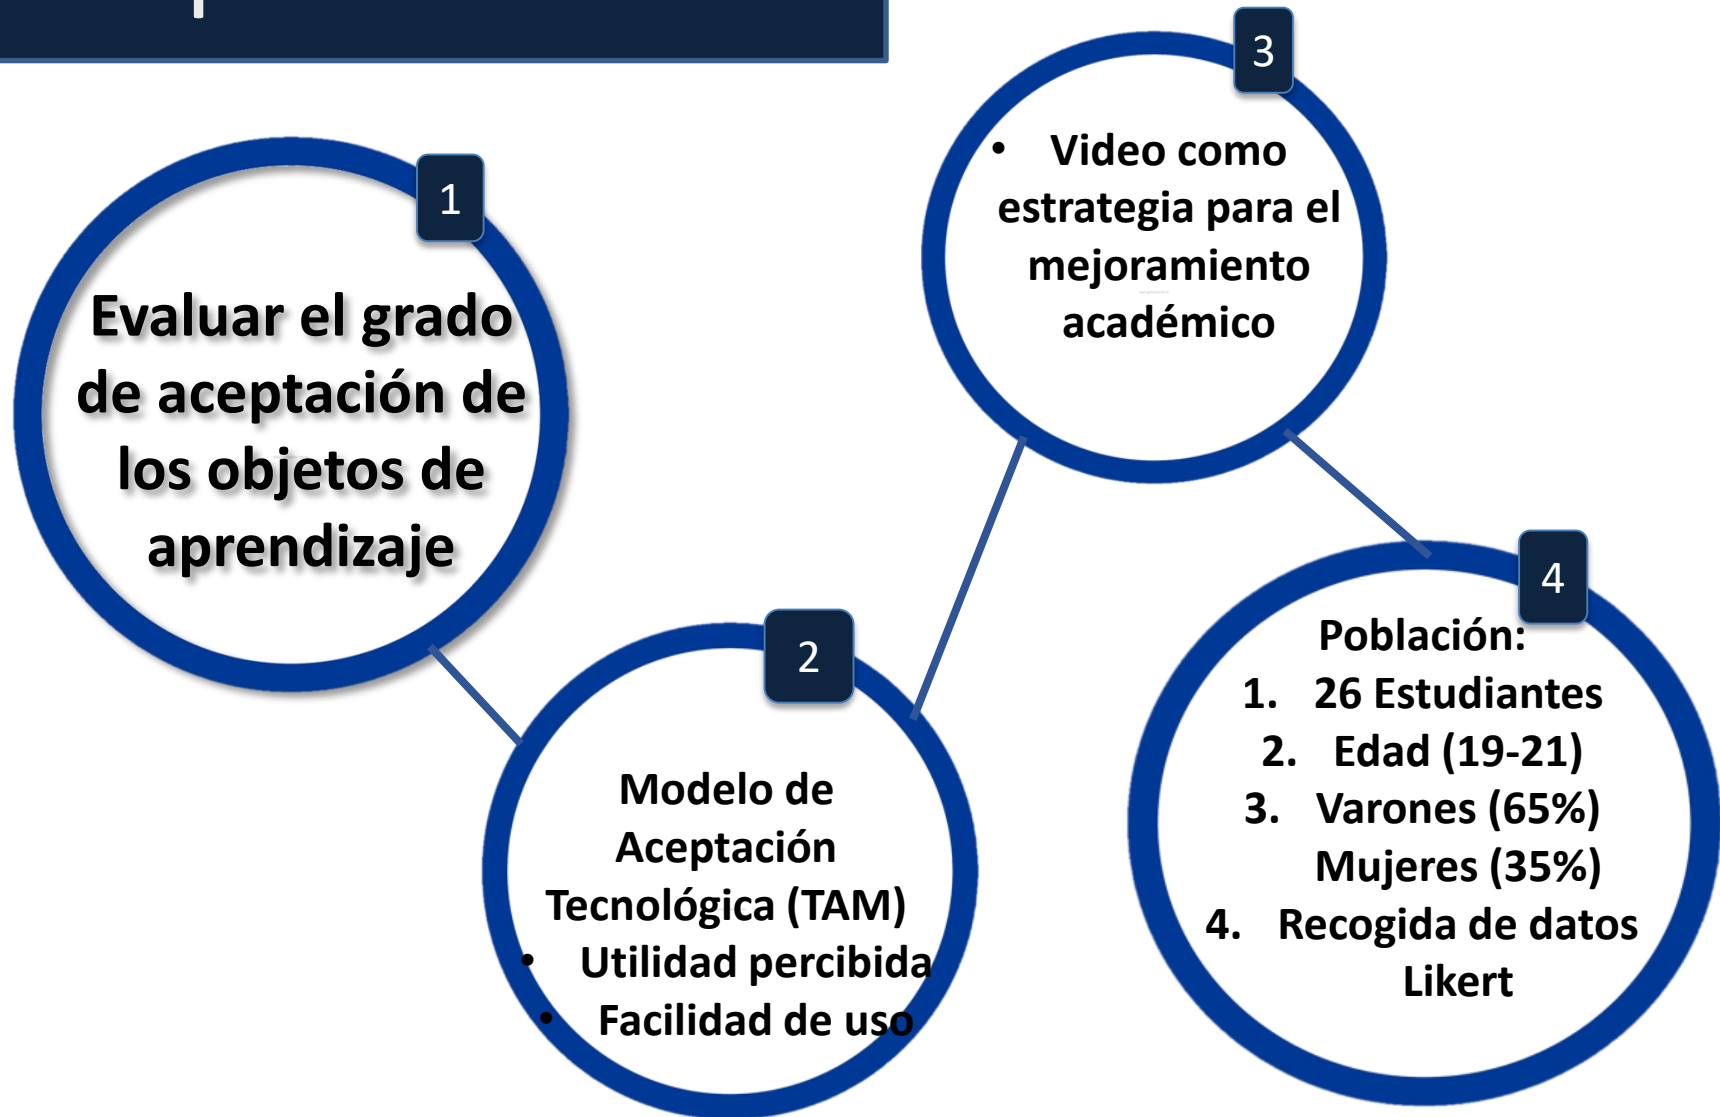 1
Evaluar el grado
de aceptación de
los objetos de
aprendizaje
2
Modelo de
Aceptación
Tecnológica (TAM)
• Utilidad percibida
• Facilidad de uso
3
• Video como
estrategia para el
mejoramiento
académico
4
Población:
1. 26 Estudiantes
2. Edad (19-21)
3. Varones (65%)
Mujeres (35%)
4. Recogida de datos
Likert